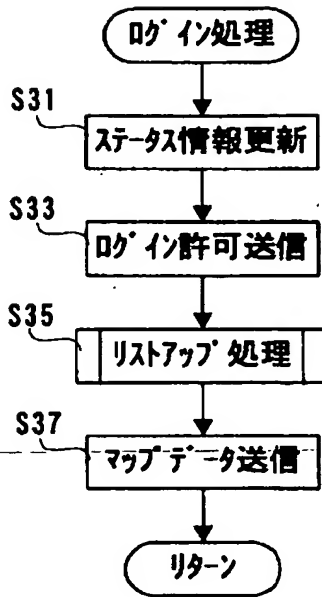 ログイン処理
S31
ステータス情報更新
S33
ログイン許可送信
S35
リストアップ処理
S37
マップデータ送信
リターン